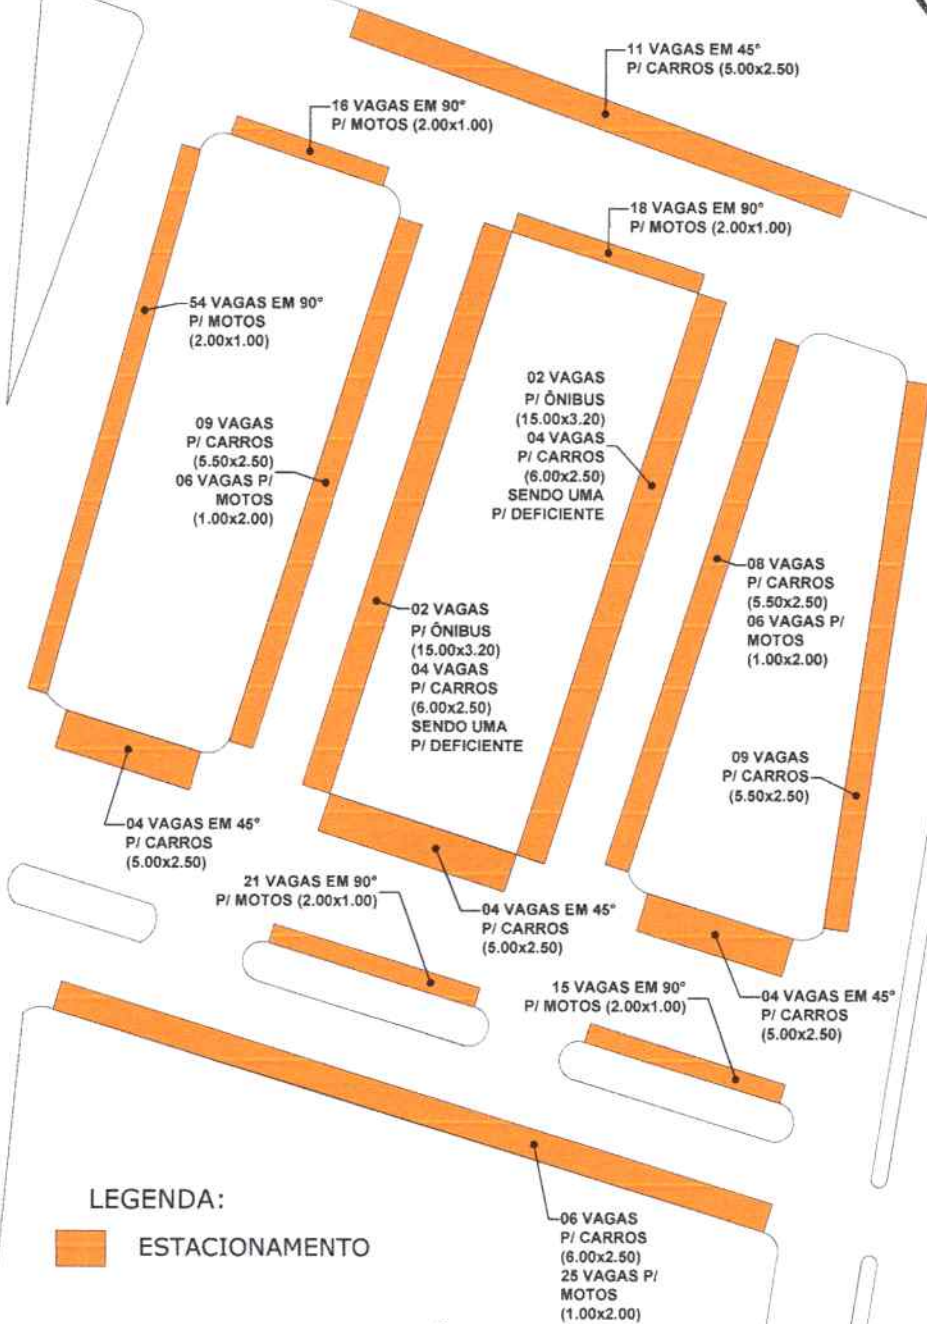 11 VAGAS EM 45°
P/ CARROS (5.00x2.50)
16 VAGAS EM 90°
P/ MOTOS (2.00x1.00)
18 VAGAS EM 90°
P/ MOTOS (2.00x1.00)
54 VAGAS EM 90°
P/ MOTOS
(2.00x1.00)
02 VAGAS
P/ ÔNIBUS
(15.00x3.20)
04 VAGAS
P/ CARROS
(6.00x2.50)
SENDO UMA
P/ DEFICIENTE
09 VAGAS
P/ CARROS
(5.50x2.50)
06 VAGAS P/
MOTOS
(1.00x2.00)
08 VAGAS
P/ CARROS
(5.50x2.50)
06 VAGAS P/
MOTOS
(1.00x2.00)
02 VAGAS
P/ ÔNIBUS
(15.00x3.20)
04 VAGAS
P/ CARROS
(6.00x2.50)
SENDO UMA
P/ DEFICIENTE
09 VAGAS
P/ CARROS
(5.50x2.50)
04 VAGAS EM 45°
P/ CARROS
(5.00x2.50)
21 VAGAS EM 90°
P/ MOTOS (2.00x1.00)
04 VAGAS EM 45°
P/ CARROS
(5.00x2.50)
15 VAGAS EM 90°
P/ MOTOS (2.00x1.00)
04 VAGAS EM 45°
P/ CARROS
(5.00x2.50)
LEGENDA:
ESTACIONAMENTO
06 VAGAS
P/ CARROS
(6.00x2.50)
25 VAGAS P/
MOTOS
(1.00x2.00)